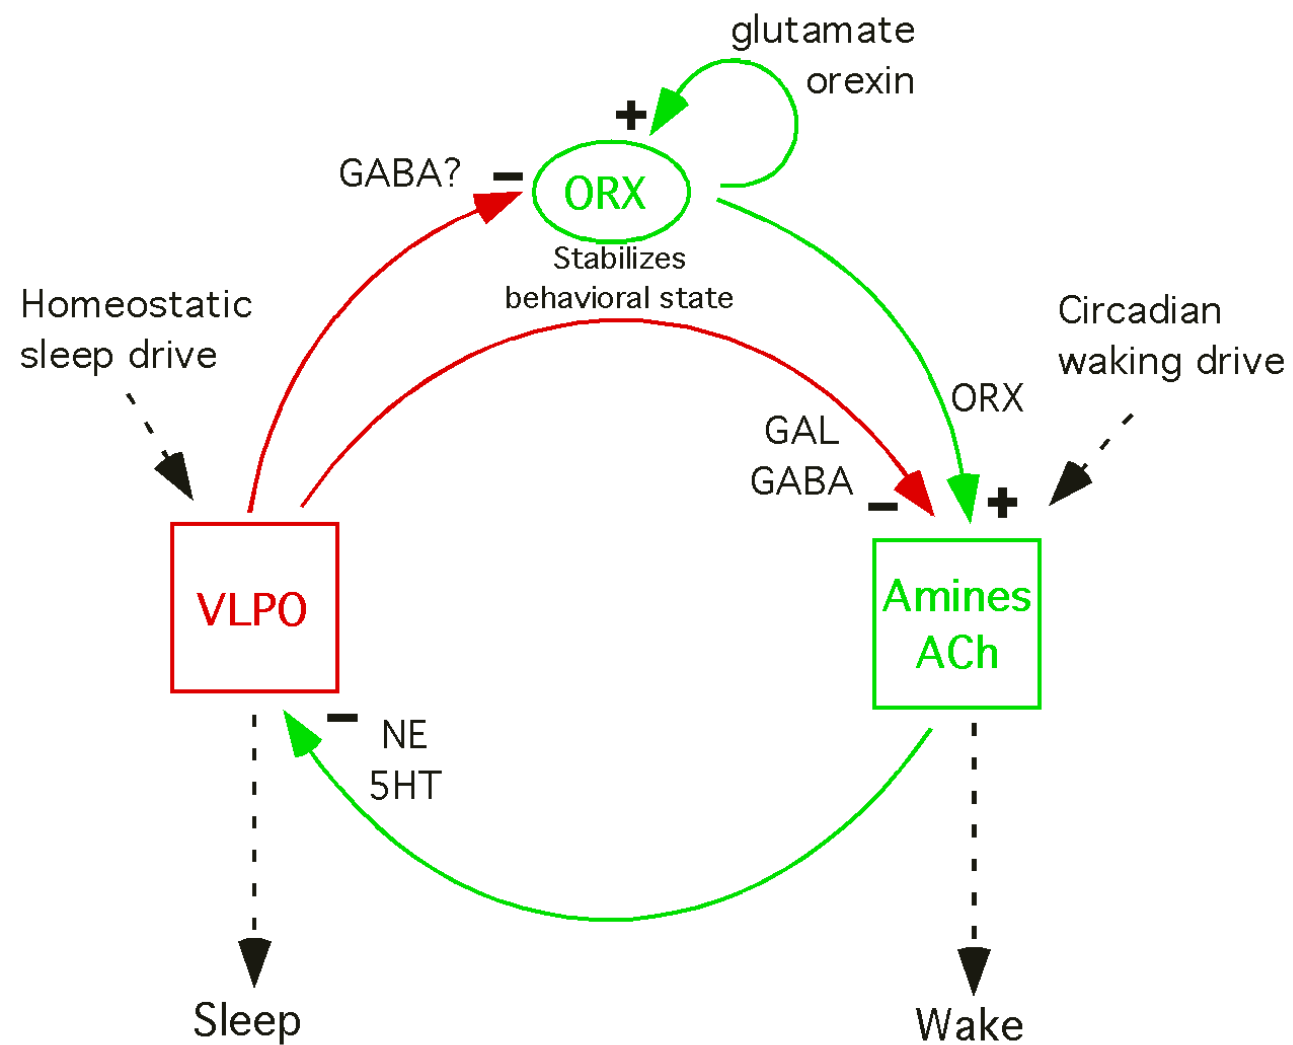 glutamate
orexin
+
GABA? −
ORX
Stabilizes
behavioral state
Homeostatic
sleep drive
Circadian
waking drive
ORX
GAL
GABA
− +
VLPO
Amines
ACh
−
NE
5HT
Sleep
Wake